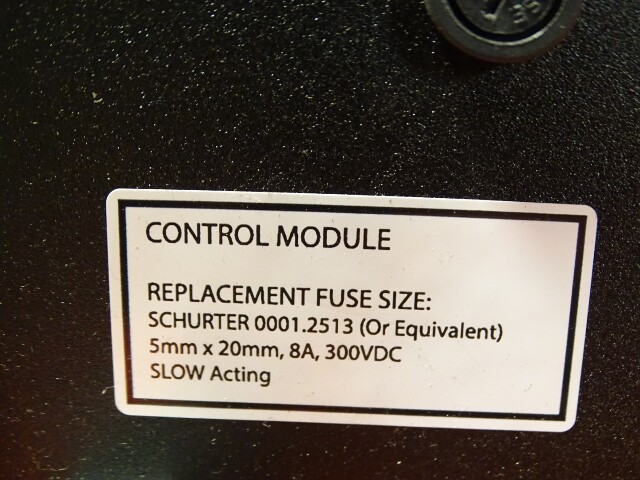 CONTROL MODULE
REPLACEMENT FUSE SIZE:
SCHURTER 0001.2513 (Or Equivalent)
5mm x 20mm, 8A, 300VDC
SLOW Acting